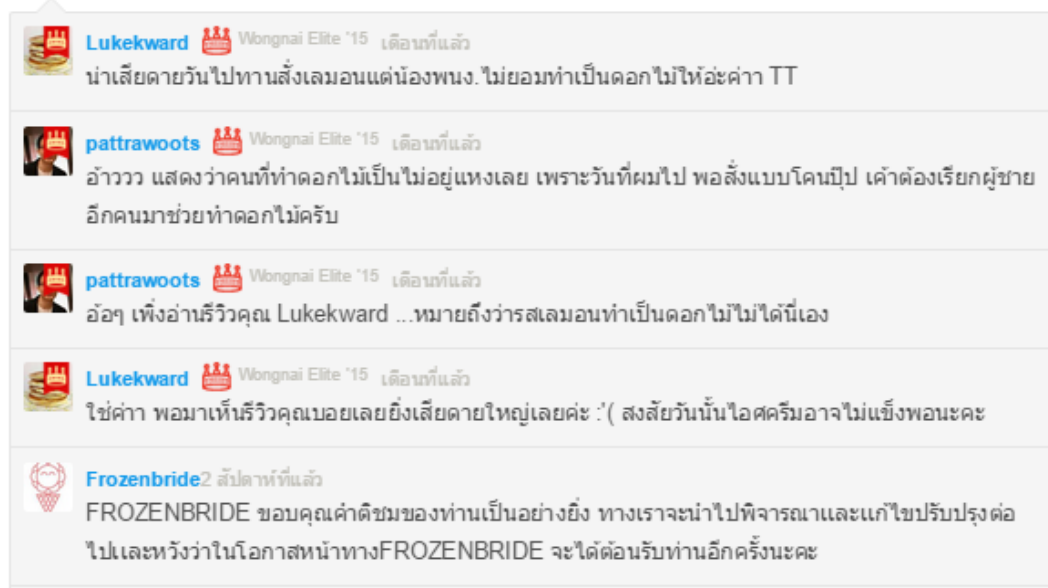 Lukekward Wongnai Elite '15 เดือนที่แล้ว
น่าเสียดายวันไปทานสั่งเลมอนแต่น้องพนง.ไม่ยอมทำเป็นดอกไม้ให้อ่ะค่าา TT
pattrawoots Wongnai Elite '15 เดือนที่แล้ว
อ้าววว แสดงว่าคนที่ทำดอกไม้เป็นไม่อยู่แหงเลย เพราะวันที่ผมไป พอสั่งแบบโคนปุ๊ป เค้าต้องเรียกผู้ชาย
อีกคนมาช่วยทำดอกไม้ครับ
pattrawoots Wongnai Elite '15 เดือนที่แล้ว
อ้อๆ เพิ่งอ่านรีวิวคุณ Lukekward ...หมายถึงว่ารสเลมอนทำเป็นดอกไม้ไม่ได้นี่เอง
Lukekward Wongnai Elite '15 เดือนที่แล้ว
ใช่ค่าา พอมาเห็นรีวิวคุณบอยเลยยิ่งเสียดายใหญ่เลยค่ะ :'( สงสัยวันนั้นไอศครีมอาจไม่แข็งพอนะคะ
Frozenbride2 สัปดาห์ที่แล้ว
FROZENBRIDE ขอบคุณคำติชมของท่านเป็นอย่างยิ่ง ทางเราจะนำไปพิจารณาและแก้ไขปรับปรุงต่อ
ไปและหวังว่าในโอกาสหน้าทางFROZENBRIDE จะได้ต้อนรับท่านอีกครั้งนะคะ